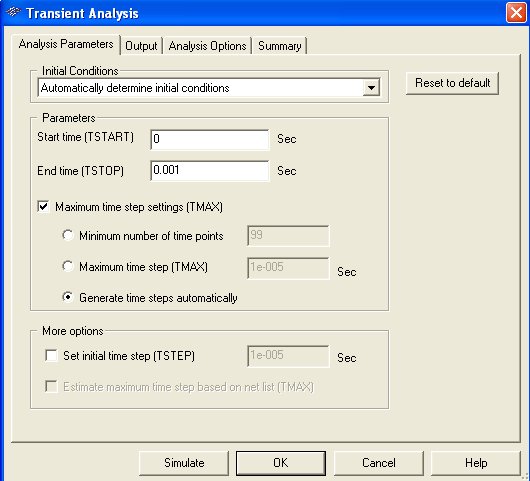 Transient Analysis
Analysis Parameters Output Analysis Options Summary
Initial Conditions
Automatically determine initial conditions
Reset to default
Parameters
Start time (TSTART) 0 Sec
End time (TSTOP) 0.001 Sec
Maximum time step settings (TMAX)
Minimum number of time points 99
Maximum time step (TMAX) 1e-005 Sec
Generate time steps automatically
More options
Set initial time step (TSTEP) 1e-005 Sec
Estimate maximum time step based on net list (TMAX)
Simulate OK Cancel Help